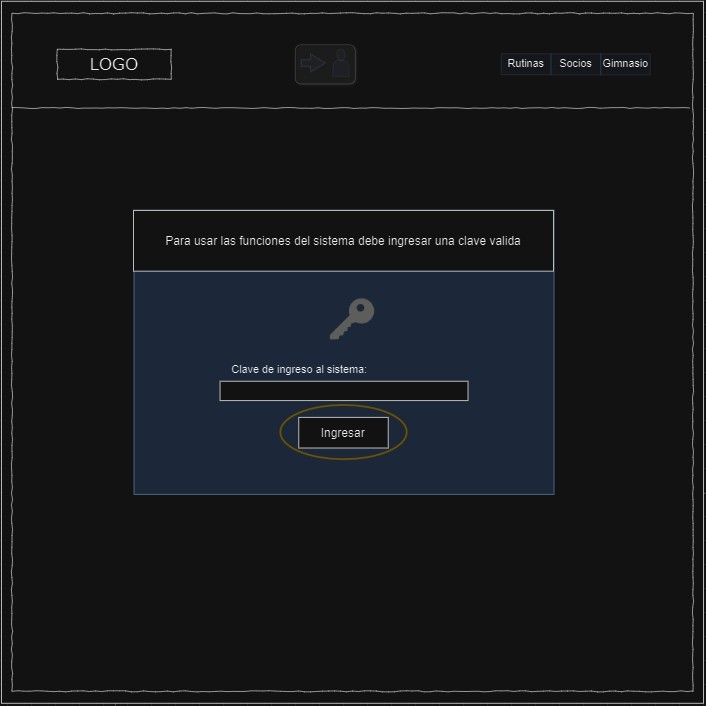 LOGO
Rutinas
Socios
Gimnasio
Para usar las funciones del sistema debe ingresar una clave valida
Clave de ingreso al sistema:
Ingresar